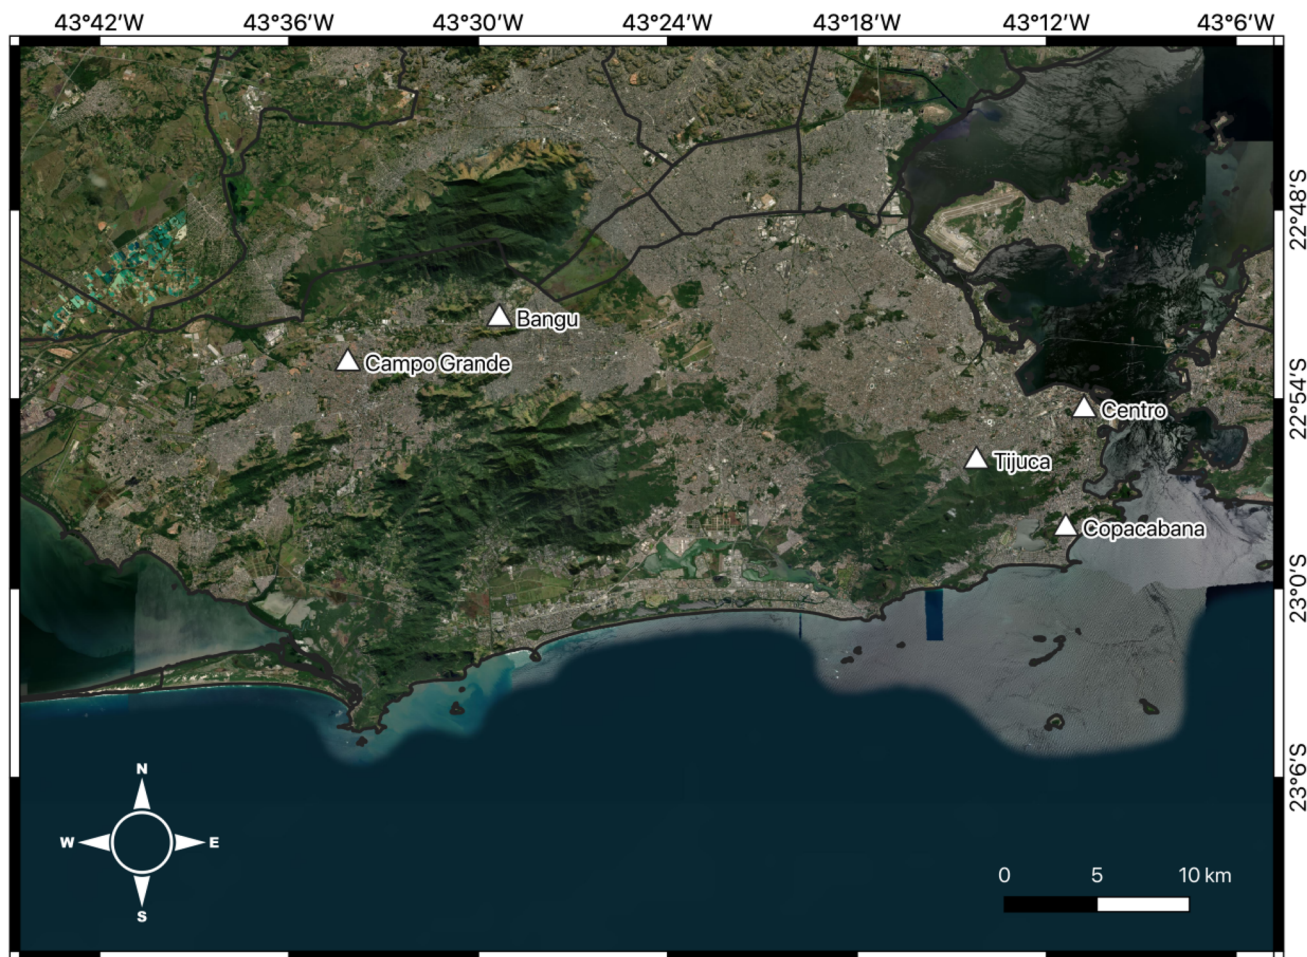 43°42′W 43°36′W 43°30′W 43°24′W 43°18′W 43°12′W 43°6′W
22°48′S
Bangu
Campo Grande
22°54′S
Centro
Tijuca
Copacabana
23°0′S
23°6′S
N
W E
S
0 5 10 km